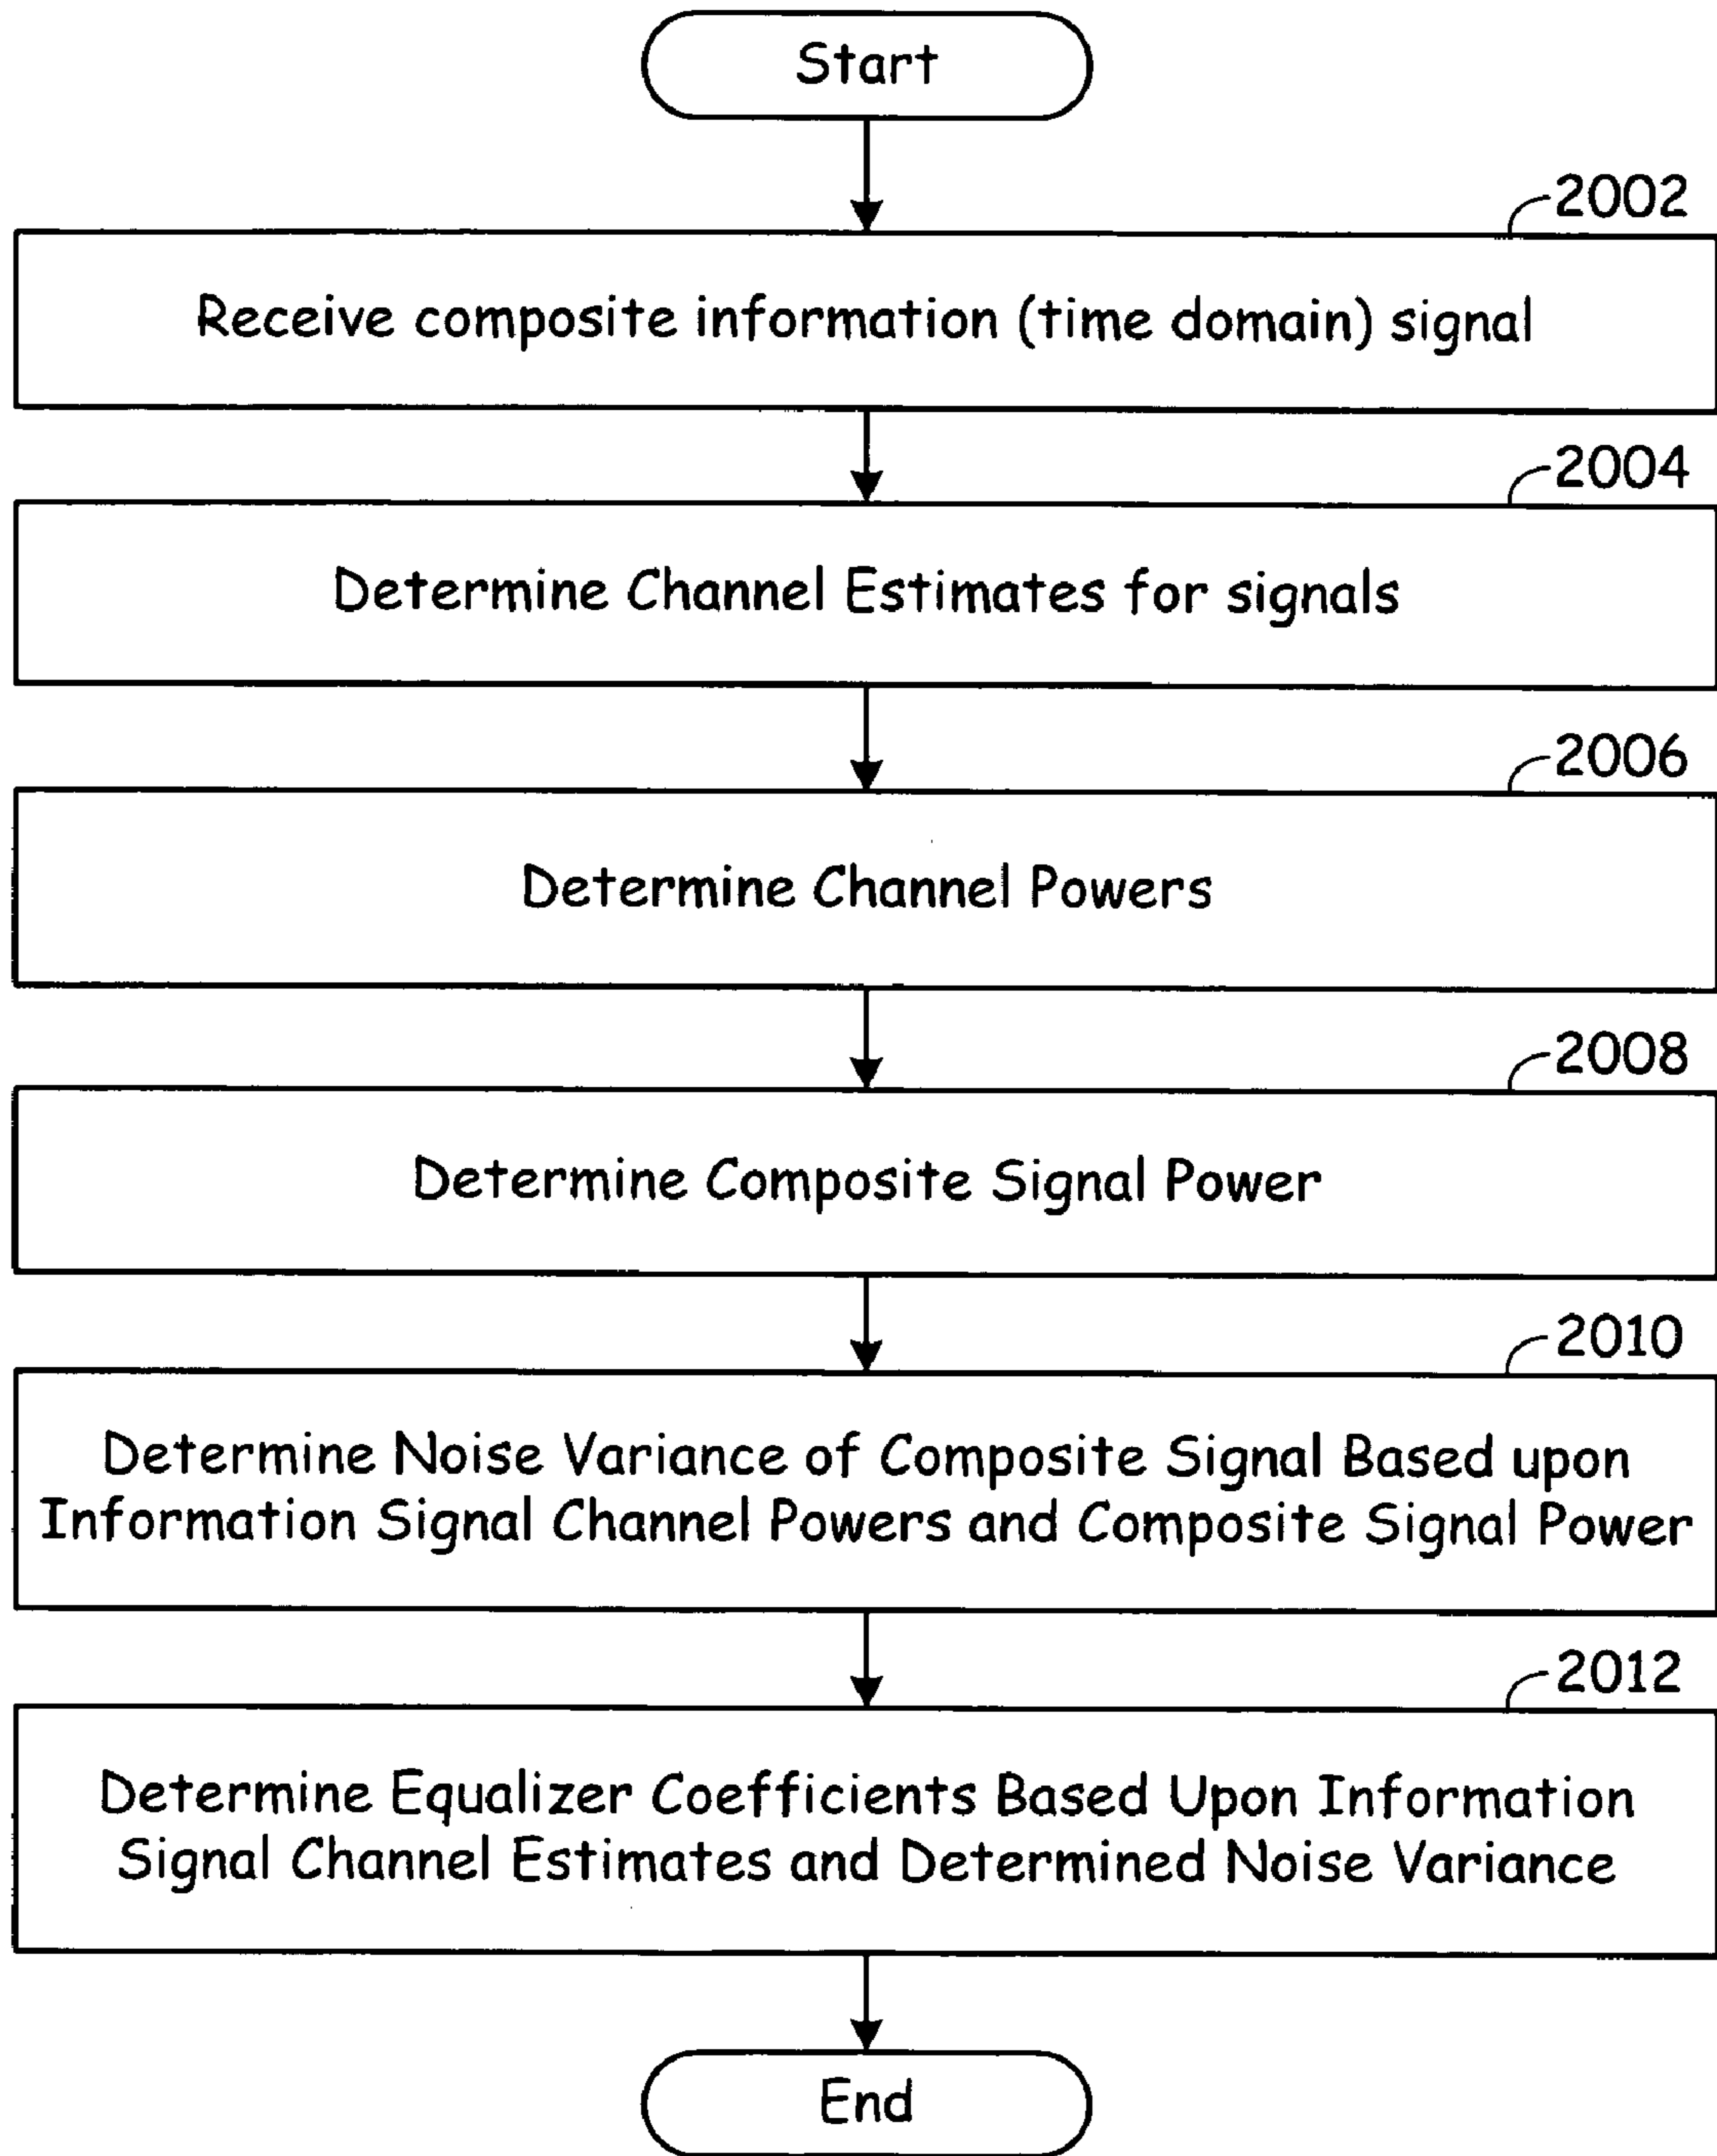 Start
2002
Receive composite information (time domain) signal
2004
Determine Channel Estimates for signals
2006
Determine Channel Powers
2008
Determine Composite Signal Power
2010
Determine Noise Variance of Composite Signal Based upon
Information Signal Channel Powers and Composite Signal Power
2012
Determine Equalizer Coefficients Based Upon Information
Signal Channel Estimates and Determined Noise Variance
End